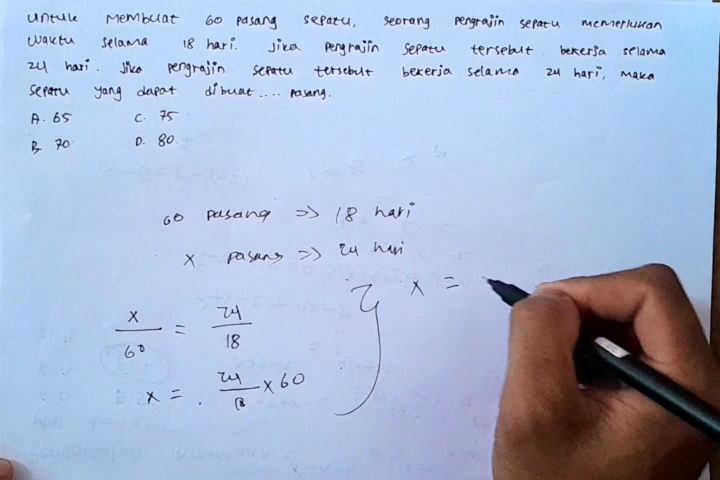 Untuk membuat 60 pasang sepatu, seorang pengrajin sepatu memerlukan
waktu selama 18 hari. Jika pengrajin sepatu tersebut. bekerja selama
24 hari. Jika pengrajin sepatu tersebut bekerja selama 24 hari, maka
sepatu yang dapat dibuat.... pasang.
A. 65 C. 75
B. 70 D. 80
60 pasang => 18 hari
x pasang => 24 hari
x/60 = 24/18
x = 24/18 x 60
x =